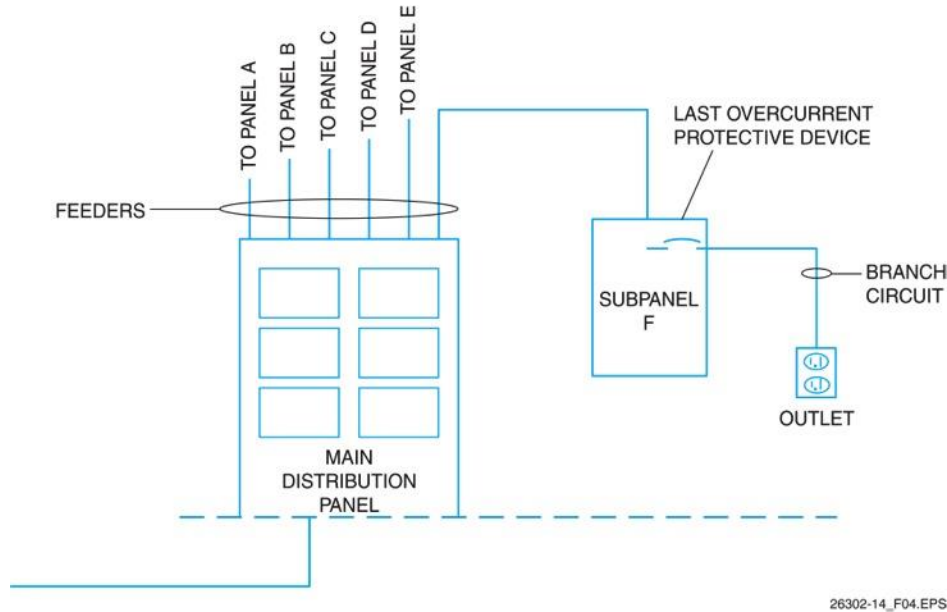 TO PANEL A
TO PANEL B
TO PANEL C
TO PANEL D
TO PANEL E
LAST OVERCURRENT
PROTECTIVE DEVICE
FEEDERS
BRANCH
CIRCUIT
SUBPANEL
F
OUTLET
MAIN
DISTRIBUTION
PANEL
26302-14_F04.EPS